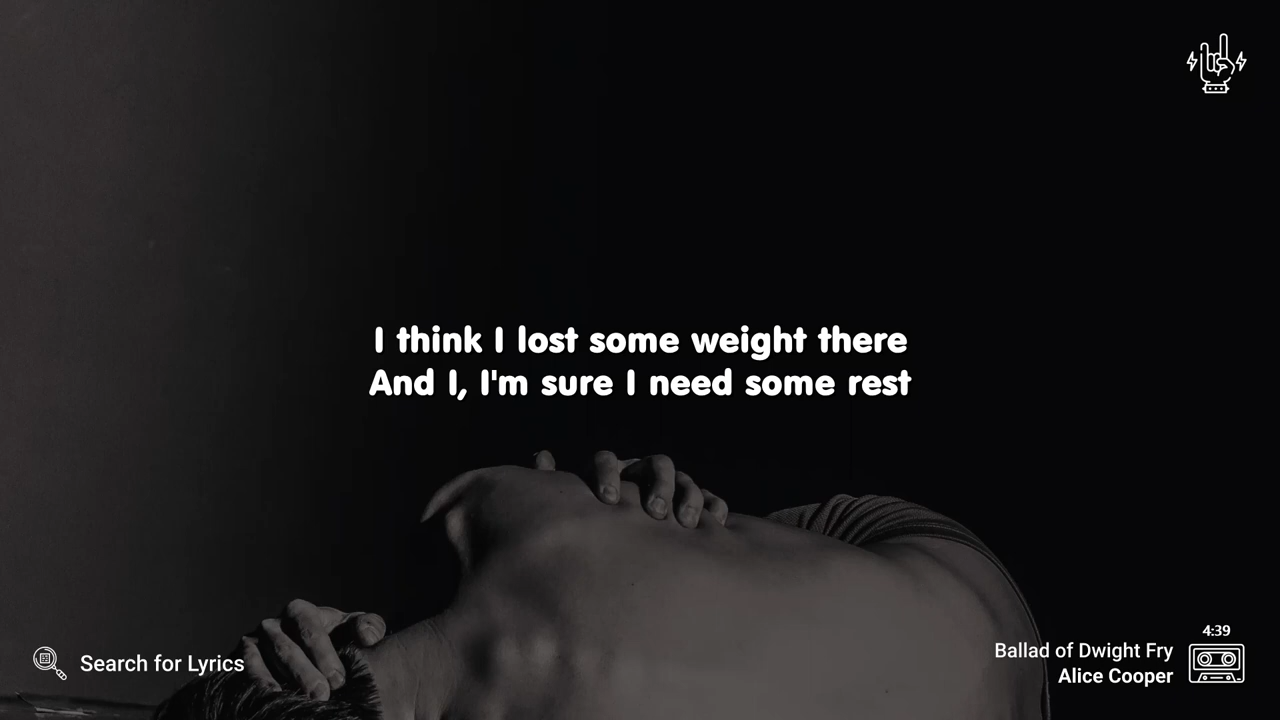 I think I lost some weight there
And I, I'm sure I need some rest
Search for Lyrics
4:39
Ballad of Dwight Fry
Alice Cooper